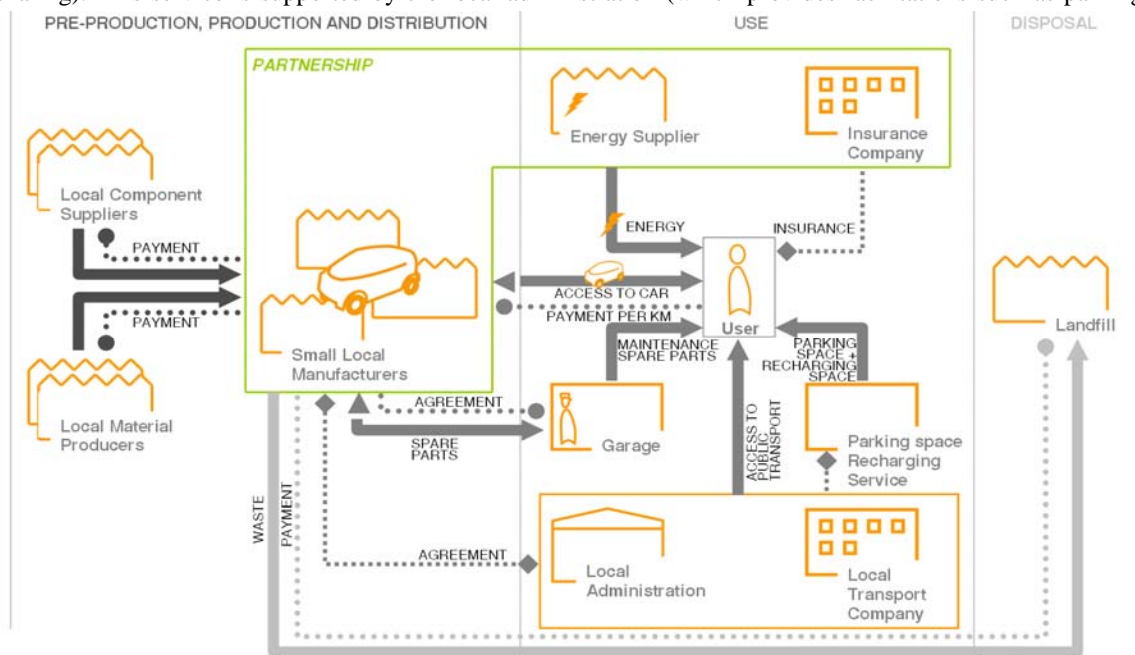 PRE-PRODUCTION, PRODUCTION AND DISTRIBUTION
USE
DISPOSAL
PARTNERSHIP
Energy Supplier
Insurance
Company
Local Component
Suppliers
PAYMENT
PAYMENT
Local Material
Producers
Small Local
Manufacturers
ENERGY
INSURANCE
ACCESS TO CAR
PAYMENT PER KM
User
MAINTENANCE
SPARE PARTS
PARKING
SPACE +
RECHARGING
SPACE
Landfill
AGREEMENT
SPARE
PARTS
Garage
ACCESS TO
PUBLIC
TRANSPORT
Parking space
Recharging
Service
WASTE
PAYMENT
AGREEMENT
Local
Administration
Local
Transport
Company